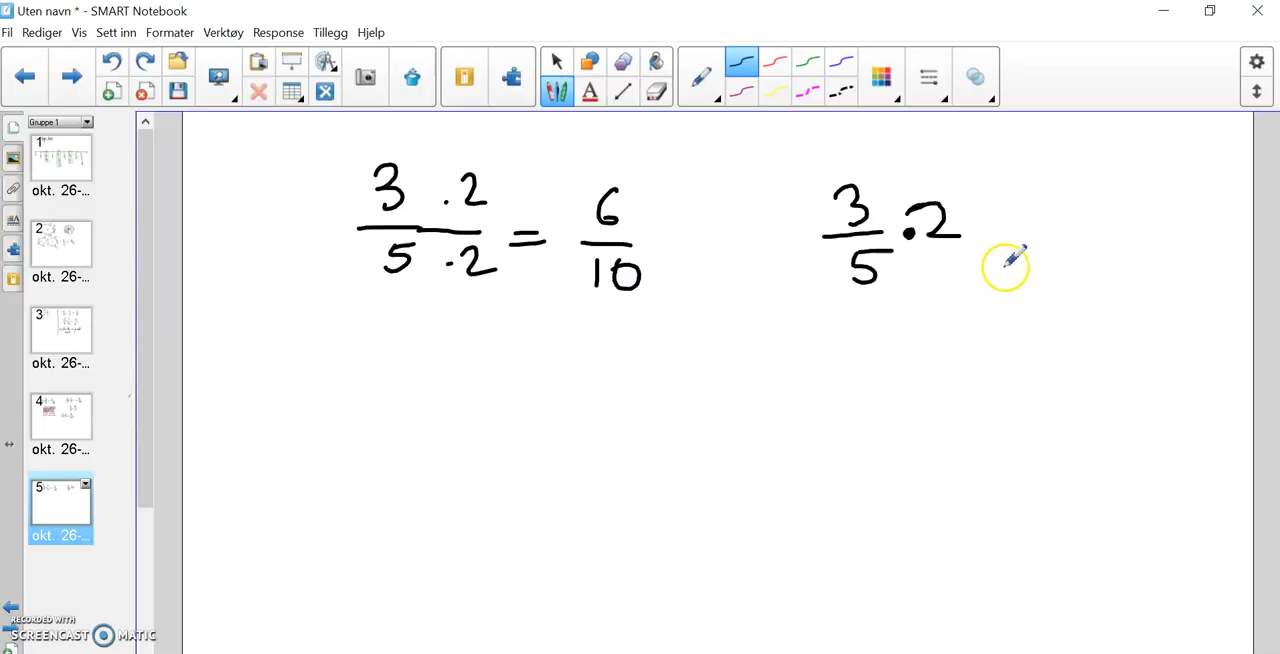 Uten navn * - SMART Notebook
Fil Rediger Vis Sett inn Formater Verktøy Response Tillegg Hjelp
Gruppe 1
1
okt. 26-...
2
okt. 26-...
3
okt. 26-...
4
okt. 26-...
5
okt. 26-...
3 · 2
5 · 2
=
6
10
3
5
· 2
RECORDED WITH
SCREENCAST MATIC